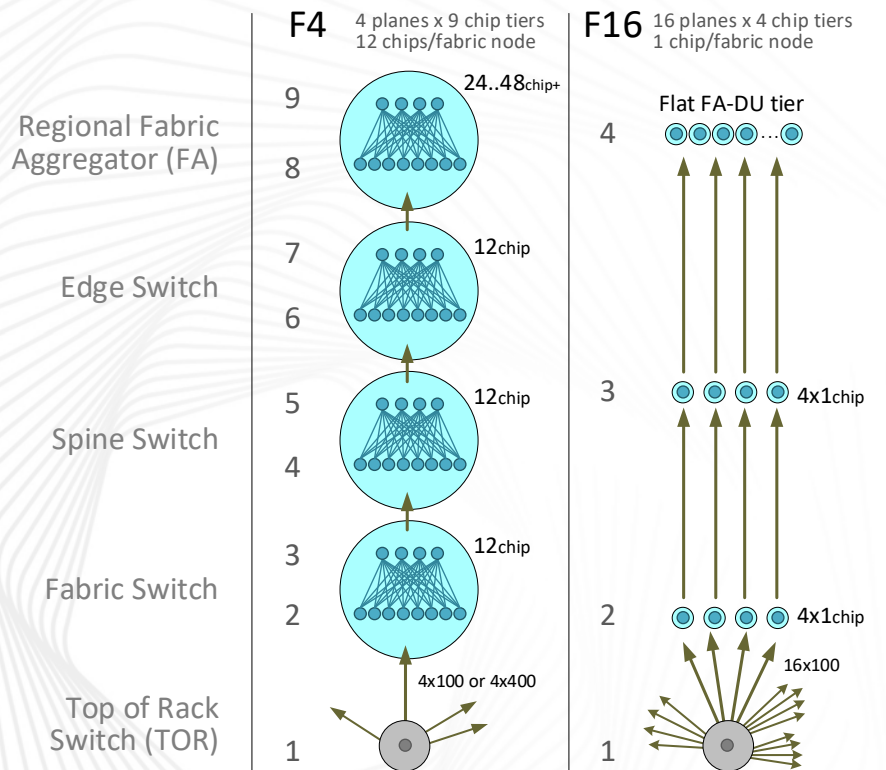 F4
4 planes x 9 chip tiers
12 chips/fabric node
F16
16 planes x 4 chip tiers
1 chip/fabric node
Regional Fabric
Aggregator (FA)
9
8
24..48chip+
Flat FA-DU tier
4
...
Edge Switch
7
6
12chip
Spine Switch
5
4
12chip
3
4x1chip
Fabric Switch
3
2
12chip
2
4x1chip
Top of Rack
Switch (TOR)
1
4x100 or 4x400
1
16x100